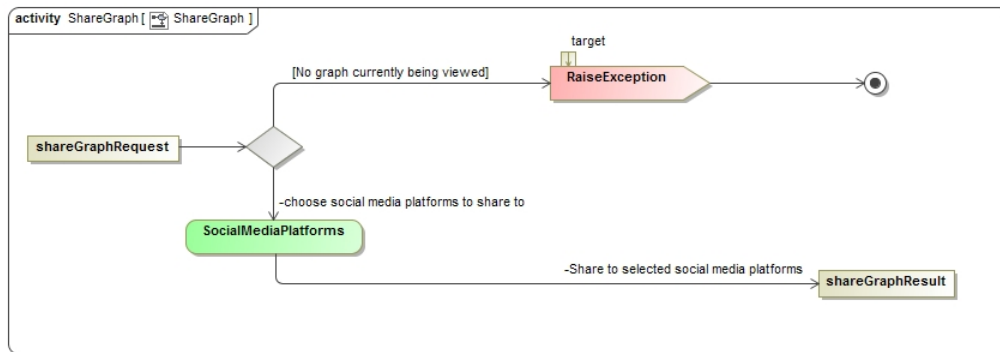 activity ShareGraph [ ShareGraph ]
target
[No graph currently being viewed]
RaiseException
shareGraphRequest
-choose social media platforms to share to
SocialMediaPlatforms
-Share to selected social media platforms
shareGraphResult